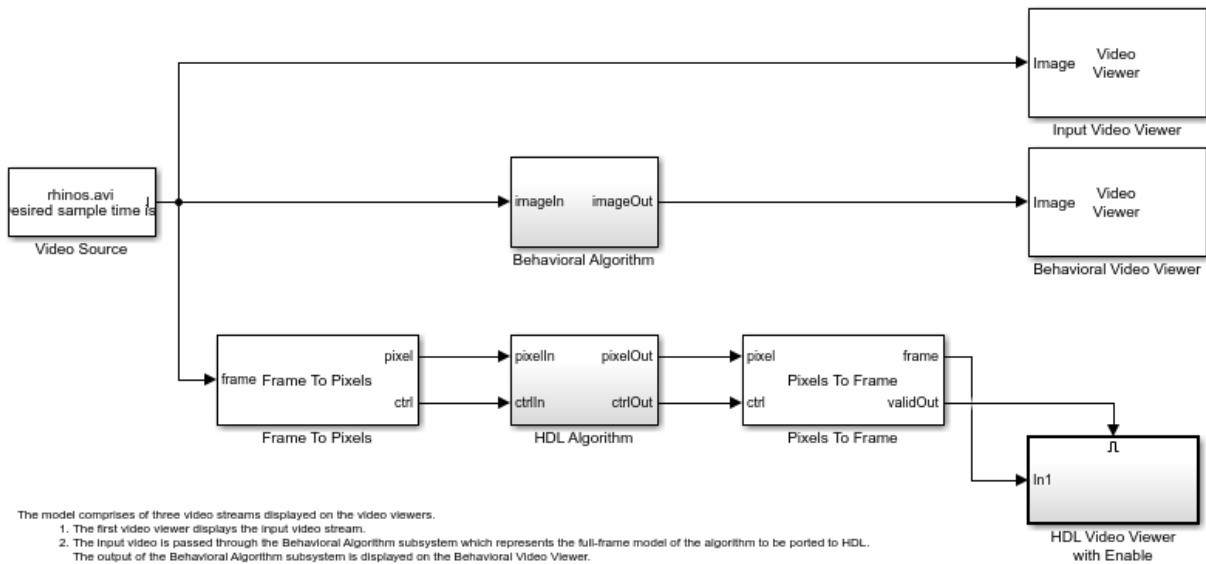 Image
Video
Viewer
Input Video Viewer
rhinos.avi
esired sample time is
Video Source
imageIn
imageOut
Behavioral Algorithm
Image
Video
Viewer
Behavioral Video Viewer
frame
Frame To Pixels
pixel
ctrl
Frame To Pixels
pixelIn
ctrlIn
pixelOut
ctrlOut
HDL Algorithm
pixel
ctrl
Pixels To Frame
frame
validOut
Pixels To Frame
In1
HDL Video Viewer
with Enable
The model comprises of three video streams displayed on the video viewers.
1. The first video viewer displays the input video stream.
2. The input video is passed through the Behavioral Algorithm subsystem which represents the full-frame model of the algorithm to be ported to HDL.
The output of the Behavioral Algorithm subsystem is displayed on the Behavioral Video Viewer.